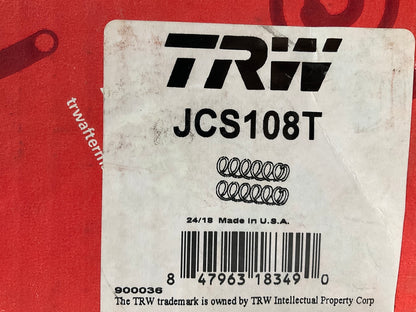 TRW
JCS108T
trwafterm
24/18 Made in U.S.A.
8 47963 18349 0
900036
The TRW trademark is owned by TRW Intellectual Property Corp